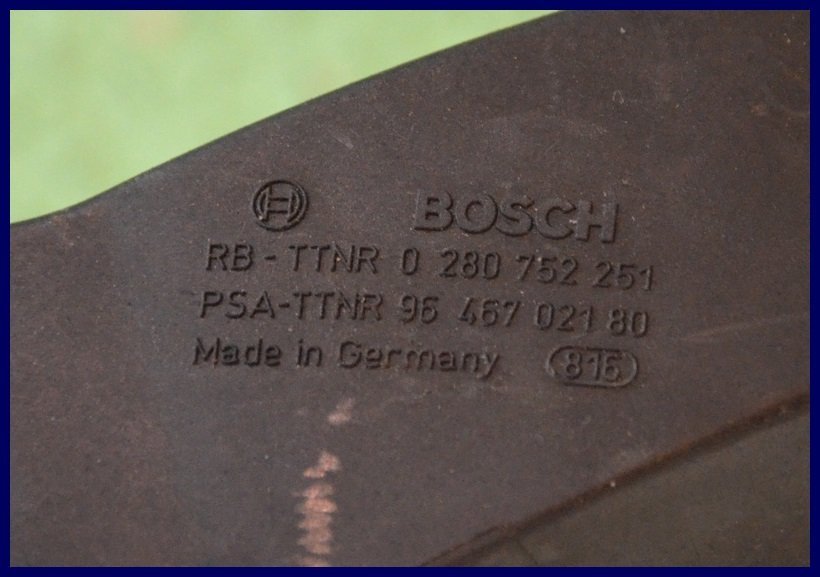 BOSCH
RB - TTNR 0 280 752 251
PSA-TTNR 96 467 021 80
Made in Germany 816